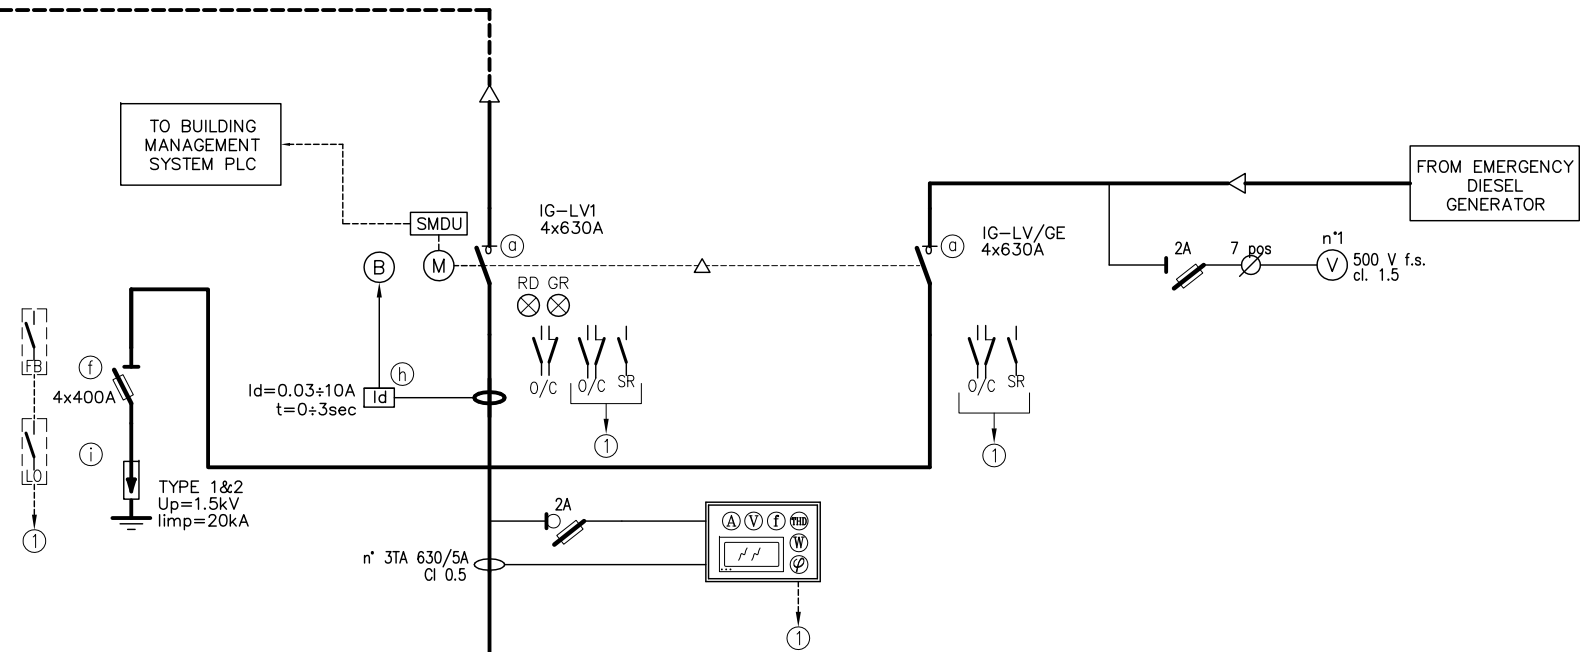 TO BUILDING
MANAGEMENT
SYSTEM PLC
FROM EMERGENCY
DIESEL
GENERATOR
SMDU
IG-LV1
4x630A
a
IG-LV/GE
4x630A
a
2A
7 pos
n°1
V
500 V f.s.
cl. 1.5
B
M
RD GR
FB
f
4x400A
Id=0.03÷10A
t=0÷3sec
Id
h
O/C
O/C
SR
1
O/C
SR
1
LO
i
1
TYPE 1&2
Up=1.5kV
Iimp=20kA
2A
n° 3TA 630/5A
Cl 0.5
A V f THD
W
φ
1